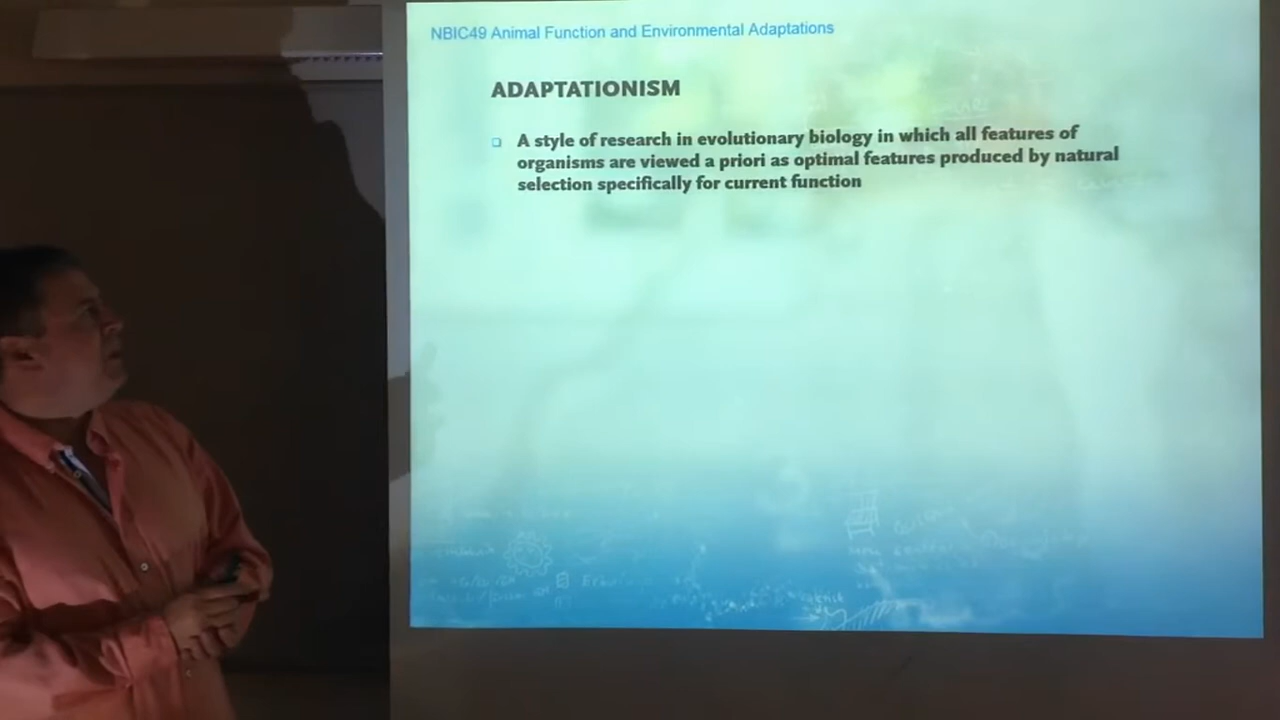 NBIC49 Animal Function and Environmental Adaptations
ADAPTATIONISM
A style of research in evolutionary biology in which all features of
organisms are viewed a priori as optimal features produced by natural
selection specifically for current function